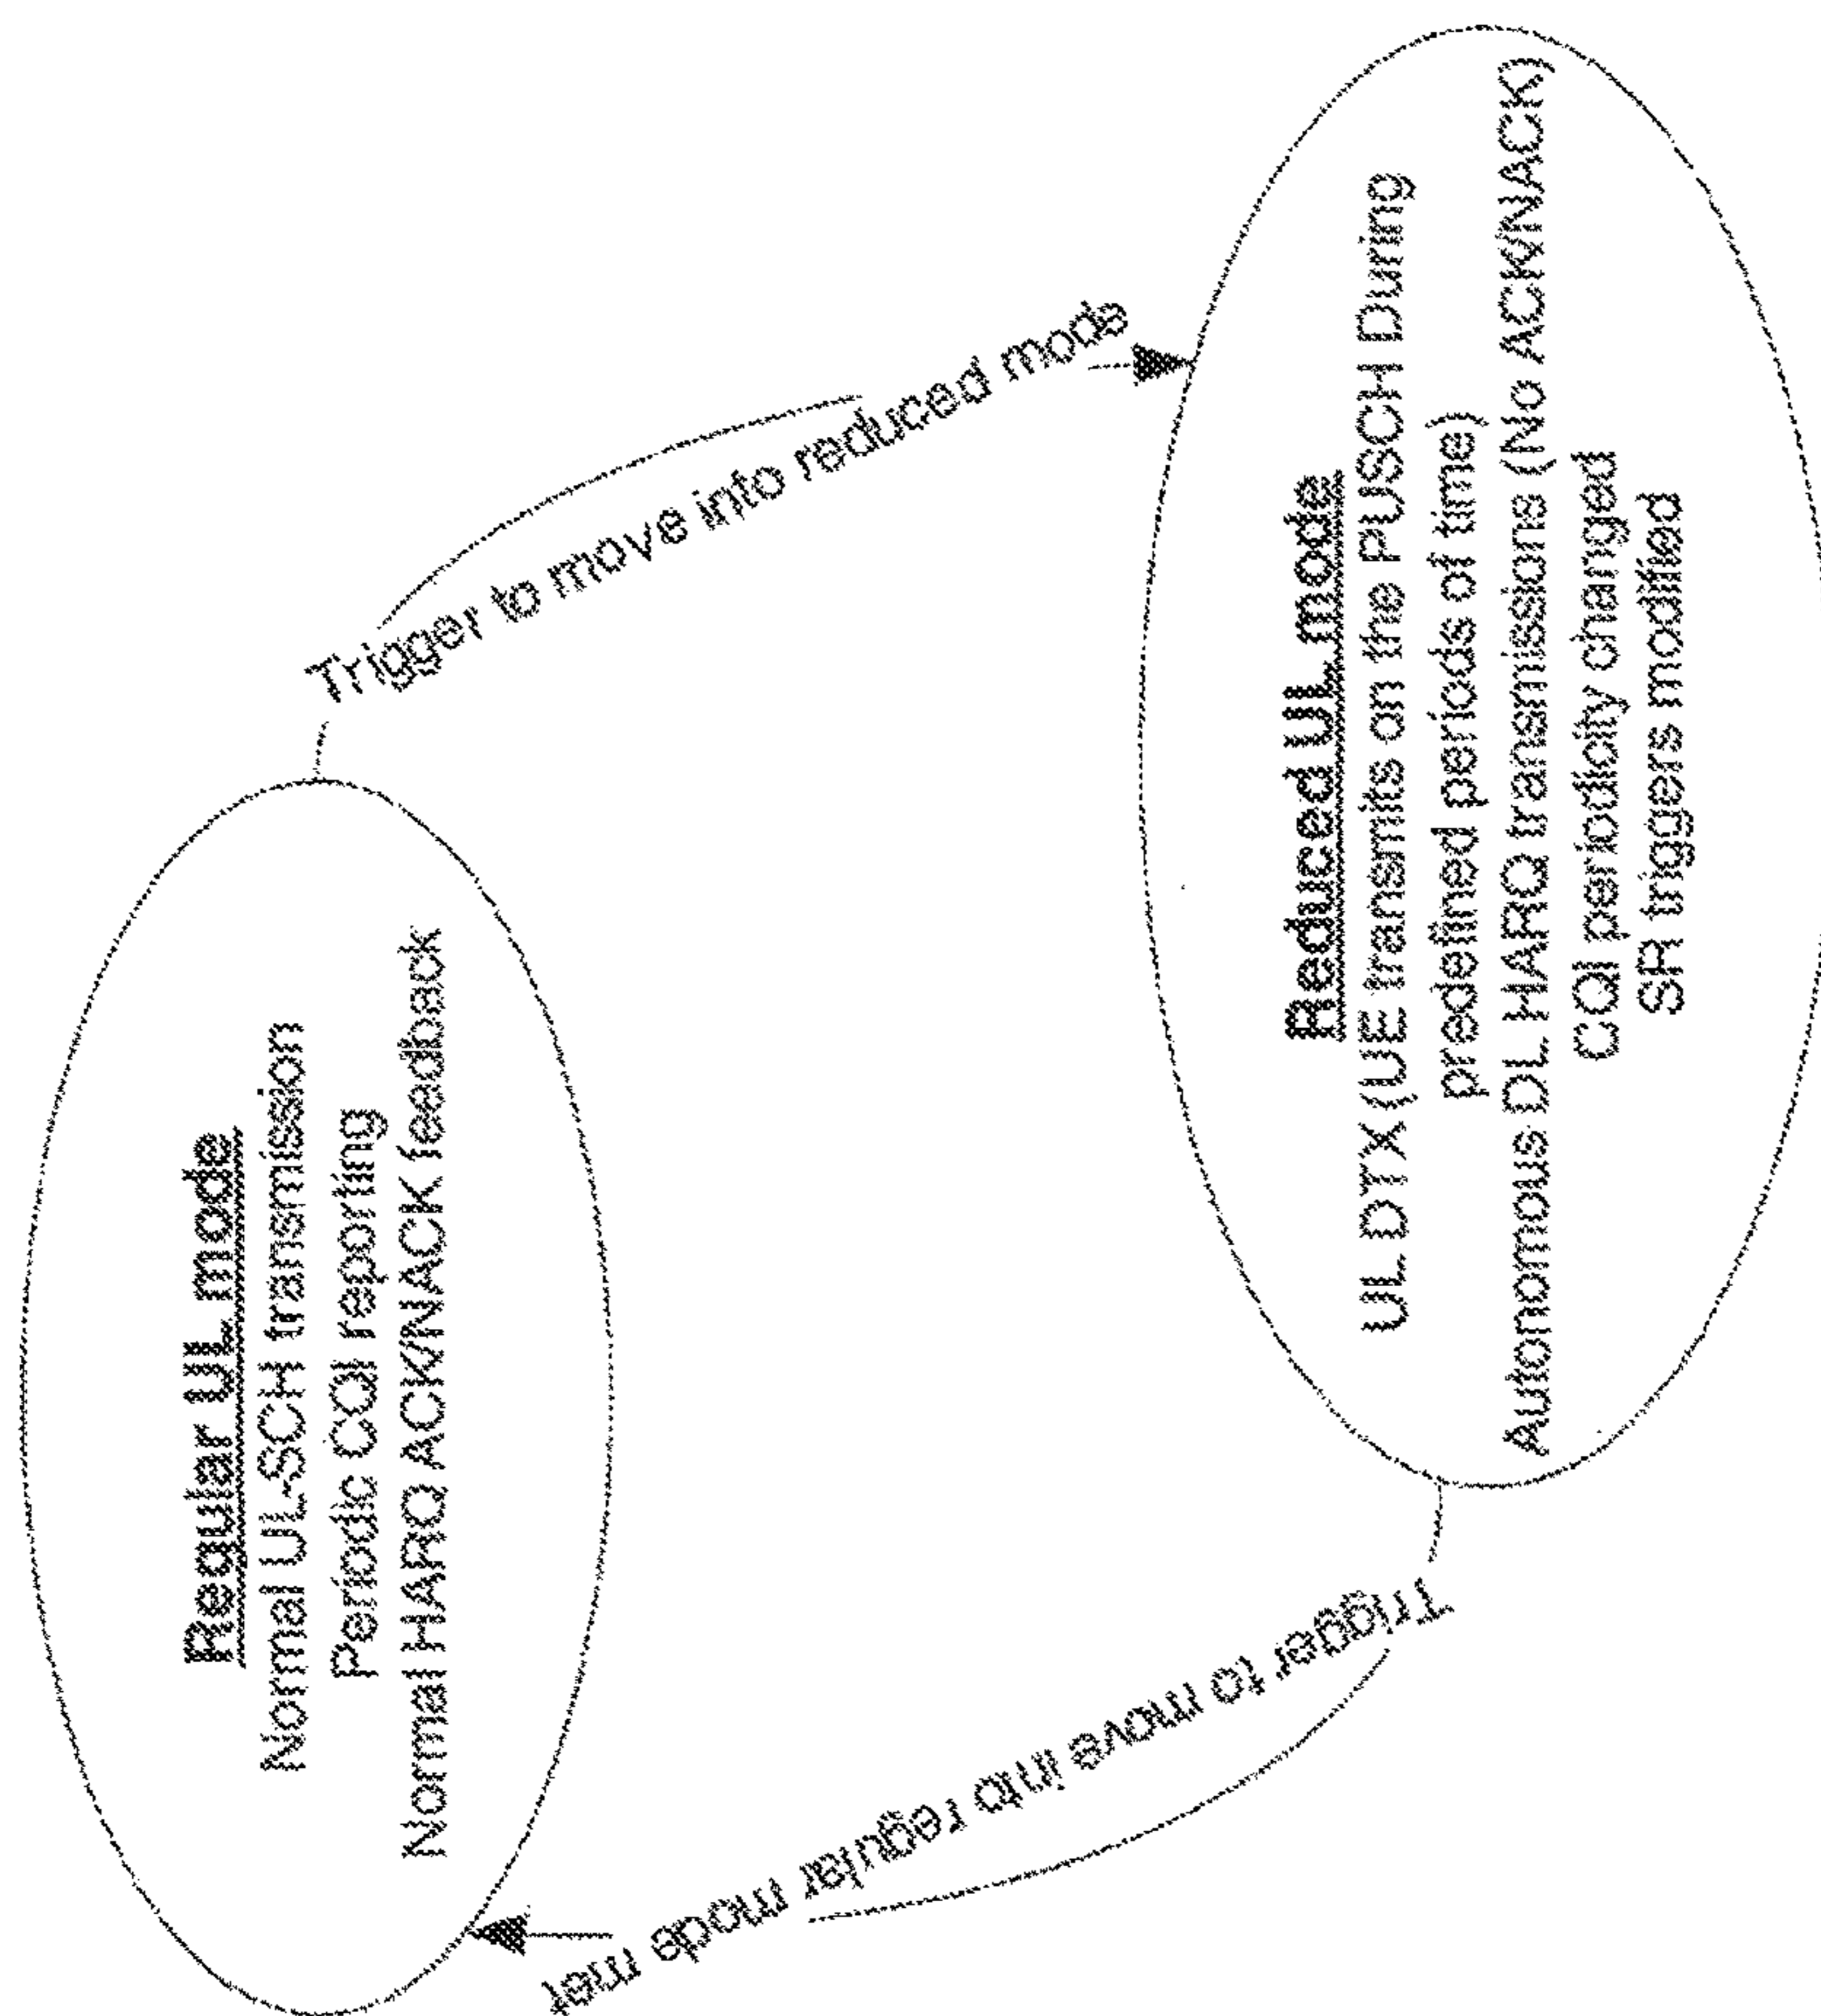 Regular UL mode
Normal UL-SCH transmission
Periodic CQI reporting
Normal HARQ ACK/NACK feedback
Trigger to move into reduced mode
Trigger to move into regular mode met
Reduced UL mode
UL DTX (UE transmits on the PUSCH During
predefined periods of time)
Autonomous DL HARQ transmissions (No ACK/NACK)
CQI periodicity changed
SR triggers modified